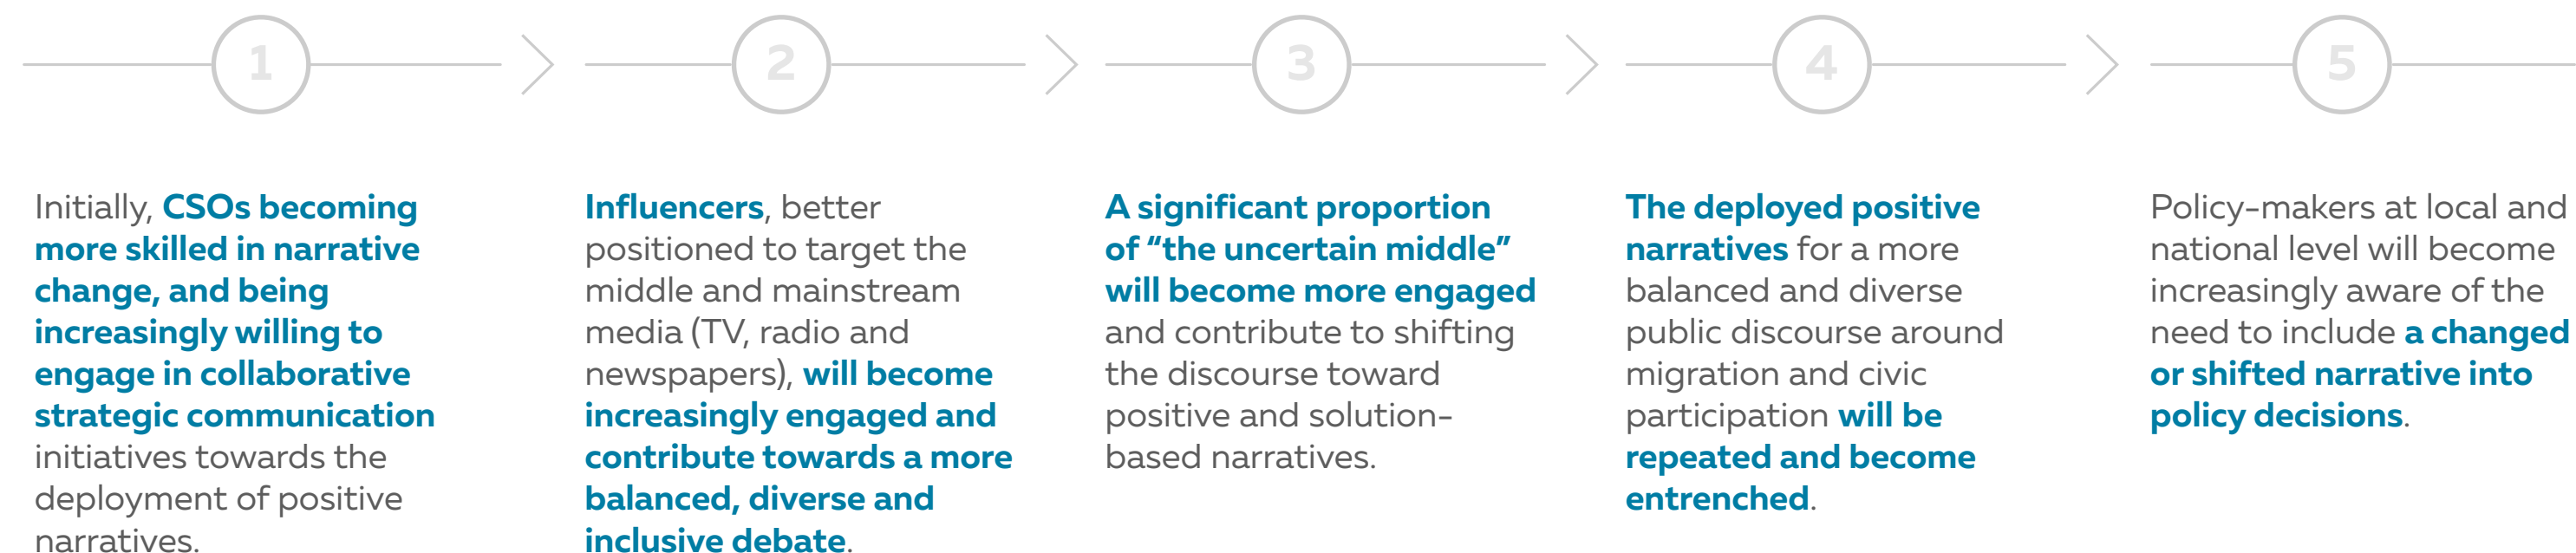 1
Initially, CSOs becoming
more skilled in narrative
change, and being
increasingly willing to
engage in collaborative
strategic communication
initiatives towards the
deployment of positive
narratives.
2
Influencers, better
positioned to target the
middle and mainstream
media (TV, radio and
newspapers), will become
increasingly engaged and
contribute towards a more
balanced, diverse and
inclusive debate.
3
A significant proportion
of “the uncertain middle”
will become more engaged
and contribute to shifting
the discourse toward
positive and solution-
based narratives.
4
The deployed positive
narratives for a more
balanced and diverse
public discourse around
migration and civic
participation will be
repeated and become
entrenched.
5
Policy-makers at local and
national level will become
increasingly aware of the
need to include a changed
or shifted narrative into
policy decisions.